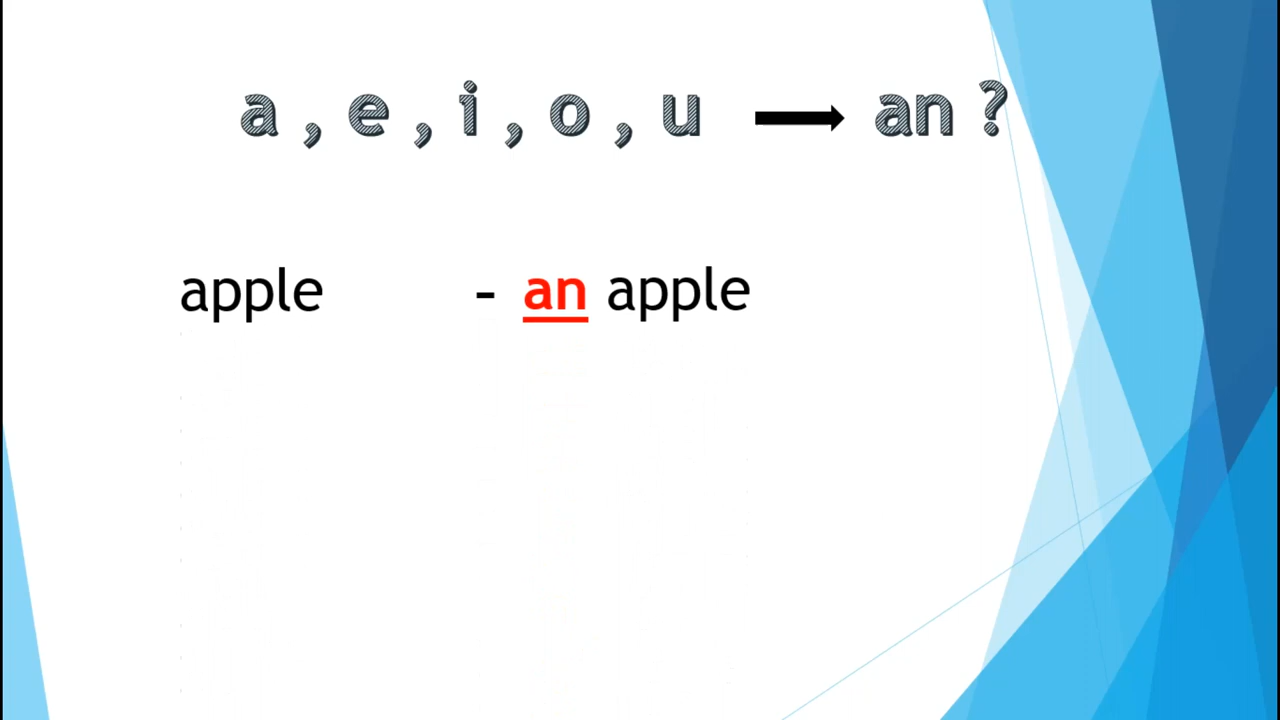 a , e , i , o , u → an ?
apple - an apple